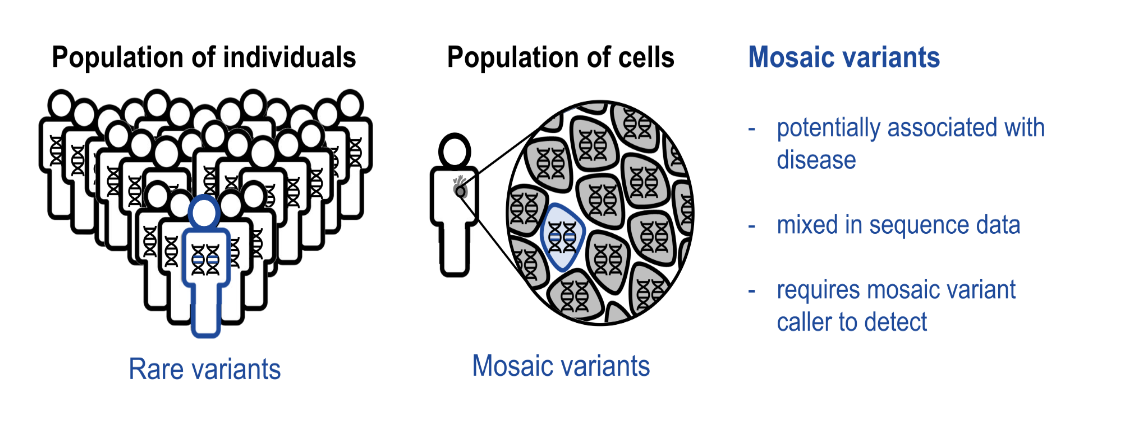 Population of individuals
Rare variants
Population of cells
Mosaic variants
Mosaic variants
- potentially associated with
disease
- mixed in sequence data
- requires mosaic variant
caller to detect